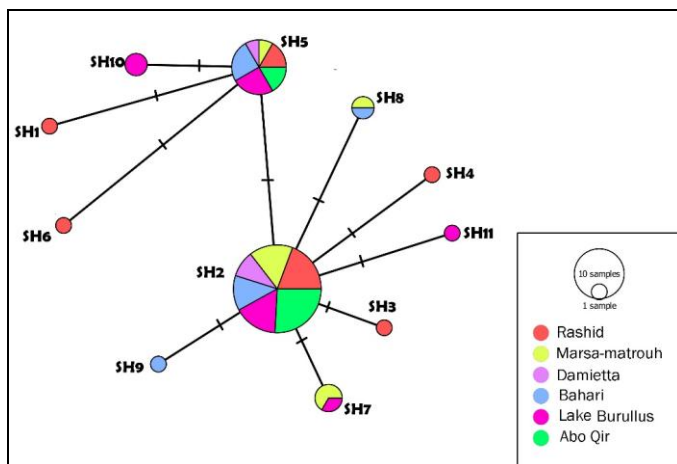 SH5
SH10
SH8
SH1
SH4
SH6
SH11
SH2
SH3
SH9
SH7
10 samples
1 sample
Rashid
Marsa-matrouh
Damietta
Bahari
Lake Burullus
Abo Qir